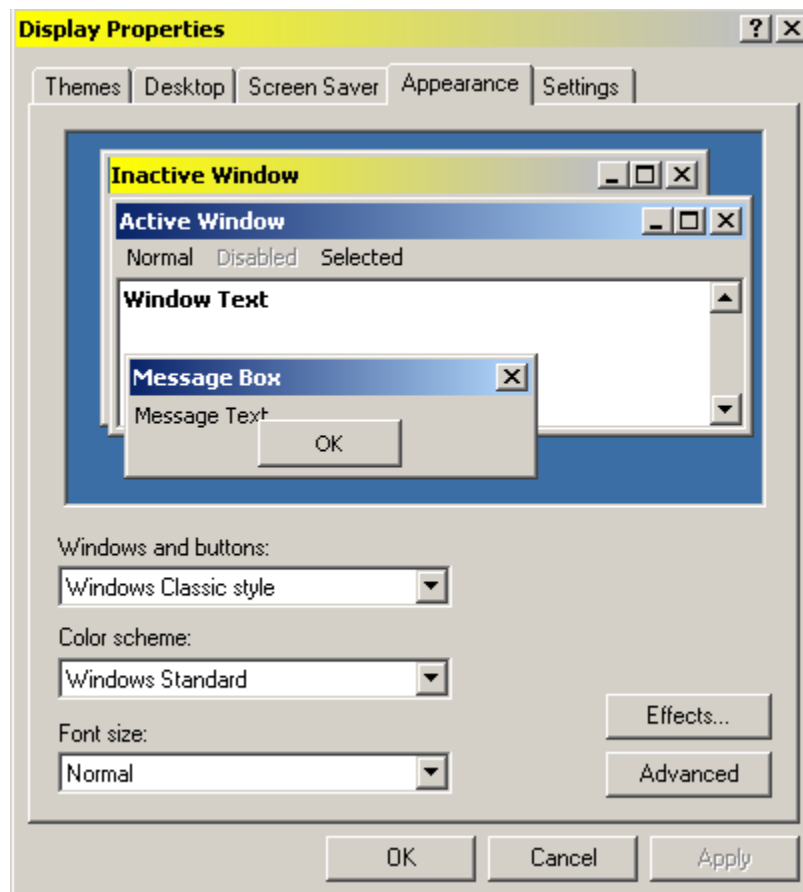 Display Properties
Themes Desktop Screen Saver Appearance Settings
Inactive Window
Active Window
Normal Disabled Selected
Window Text
Message Box
Message Text
OK
Windows and buttons:
Windows Classic style
Color scheme:
Windows Standard
Effects...
Font size:
Normal
Advanced
OK Cancel Apply